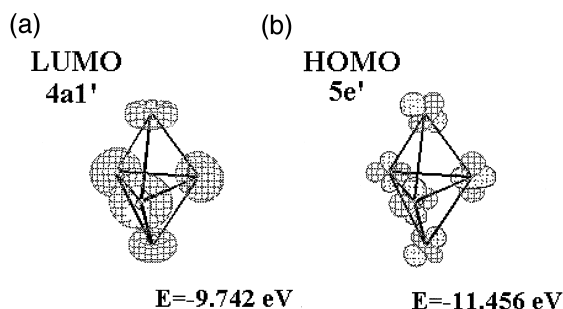 (a)
LUMO
4a1'
E=-9.742 eV
(b)
HOMO
5e'
E=-11.456 eV